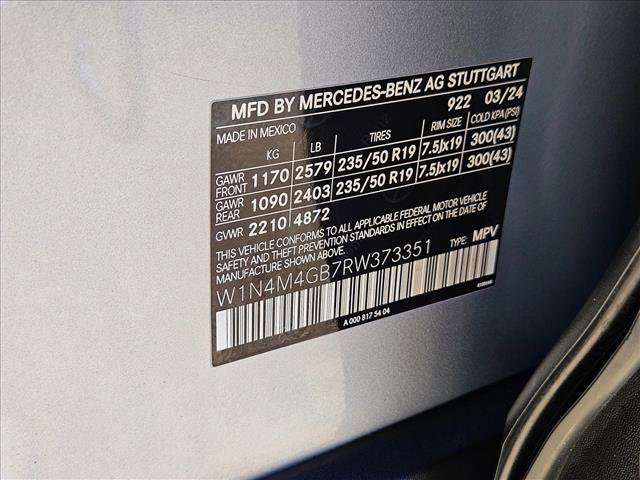 MFD BY MERCEDES-BENZ AG STUTTGART
922 03/24
MADE IN MEXICO
KG LB TIRES RIM SIZE COLD KPA (PSI)
GAWR FRONT 1170 2579 235/50 R19 7.5Jx19 300(43)
GAWR REAR 1090 2403 235/50 R19 7.5Jx19 300(43)
GVWR 2210 4872
THIS VEHICLE CONFORMS TO ALL APPLICABLE FEDERAL MOTOR VEHICLE
SAFETY AND THEFT PREVENTION STANDARDS IN EFFECT ON THE DATE OF
MANUFACTURE SHOWN ABOVE.
W1N4M4GB7RW373351 TYPE: MPV
A 000 817 54 04